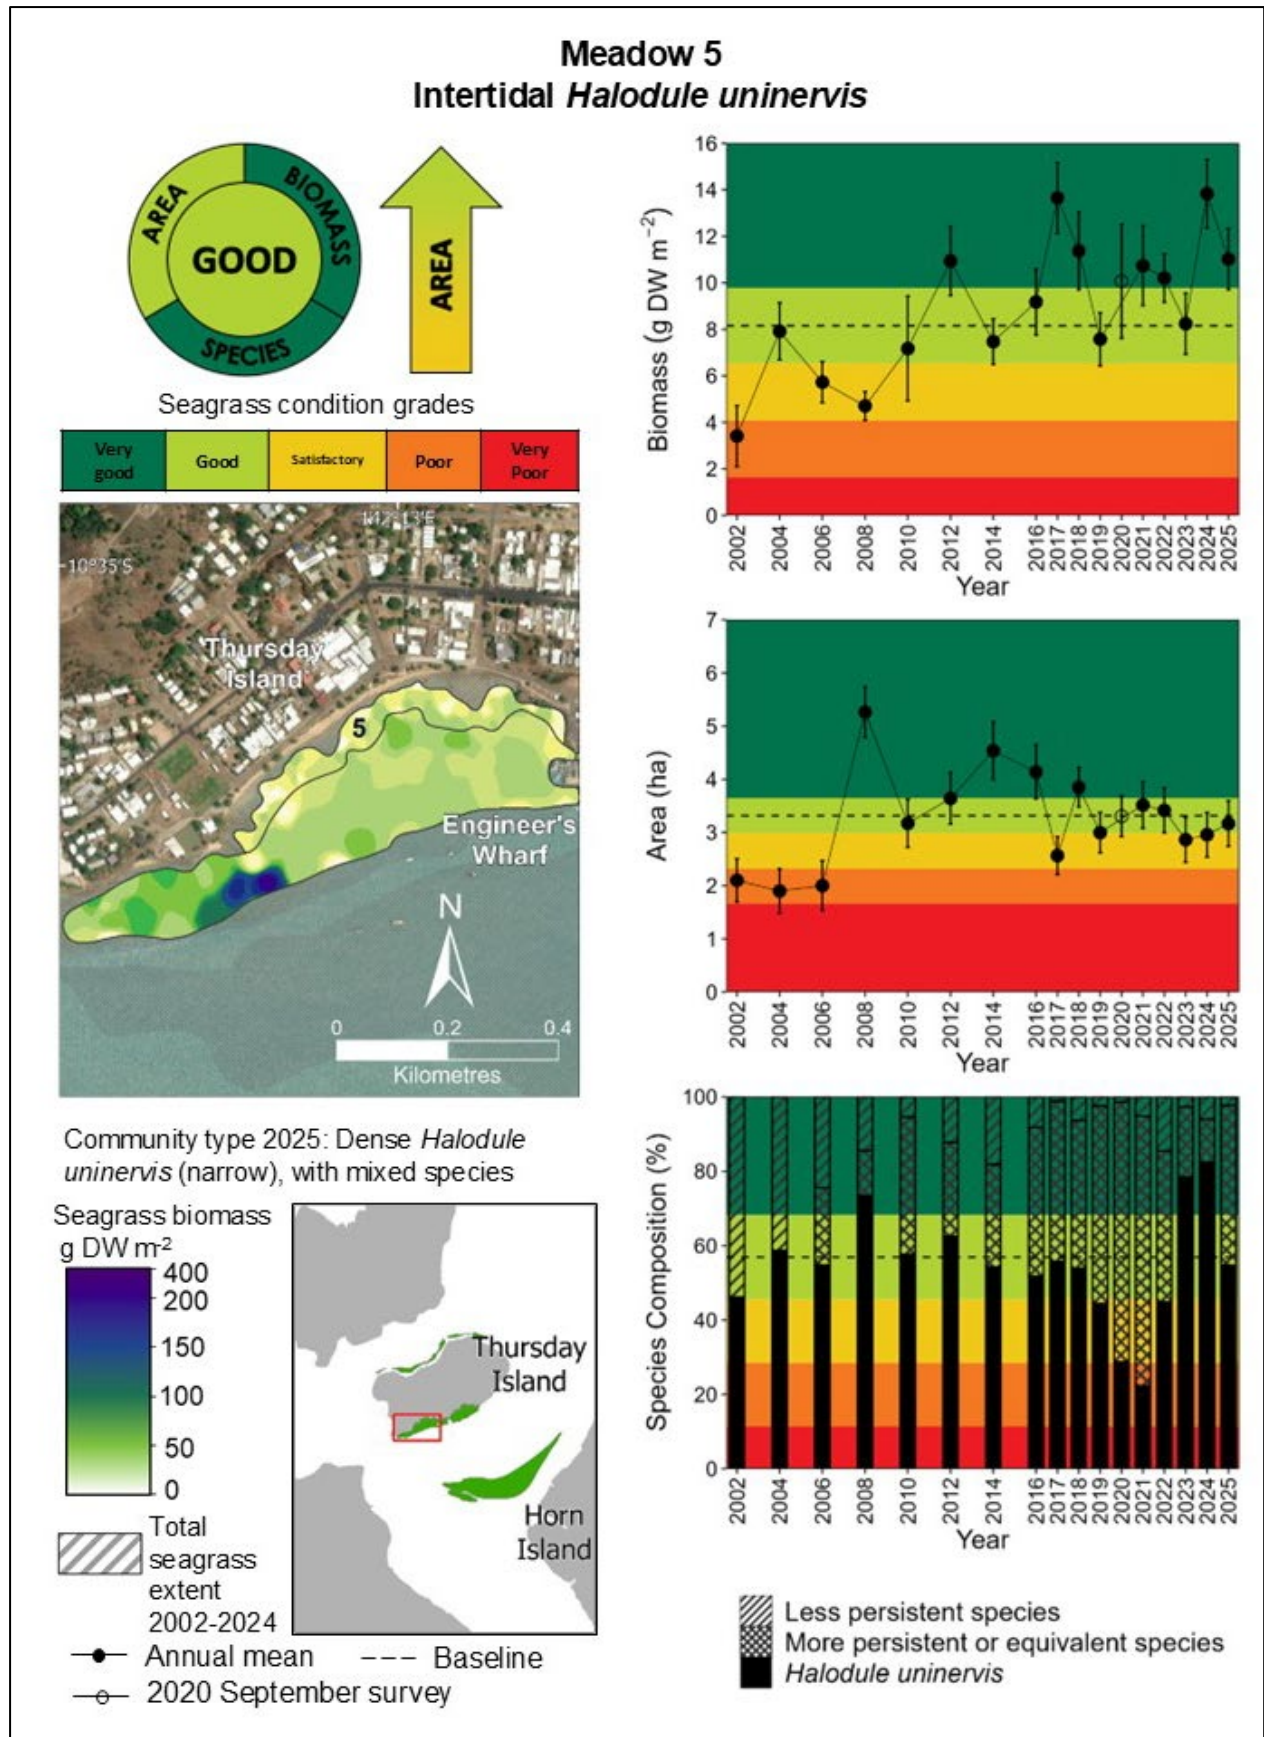 Meadow 5
Intertidal Halodule uninervis
AREA
BIOMASS
GOOD
SPECIES
AREA
Seagrass condition grades
Very good
Good
Satisfactory
Poor
Very Poor
142°13'E
10°35'S
Thursday
Island
5
Engineer's
Wharf
N
0 0.2 0.4
Kilometres
Community type 2025: Dense Halodule
uninervis (narrow), with mixed species
Seagrass biomass
g DW m-2
400
200
150
100
50
0
Total
seagrass
extent
2002-2024
Thursday
Island
Horn
Island
Annual mean
Baseline
2020 September survey
Biomass (g DW m−2)
16
14
12
10
8
6
4
2
0
2002 2004 2006 2008 2010 2012 2014 2016 2017 2018 2019 2020 2021 2022 2023 2024 2025
Year
Area (ha)
7
6
5
4
3
2
1
0
2002 2004 2006 2008 2010 2012 2014 2016 2017 2018 2019 2020 2021 2022 2023 2024 2025
Year
Species Composition (%)
100
80
60
40
20
0
2002 2004 2006 2008 2010 2012 2014 2016 2017 2018 2019 2020 2021 2022 2023 2024 2025
Year
Less persistent species
More persistent or equivalent species
Halodule uninervis